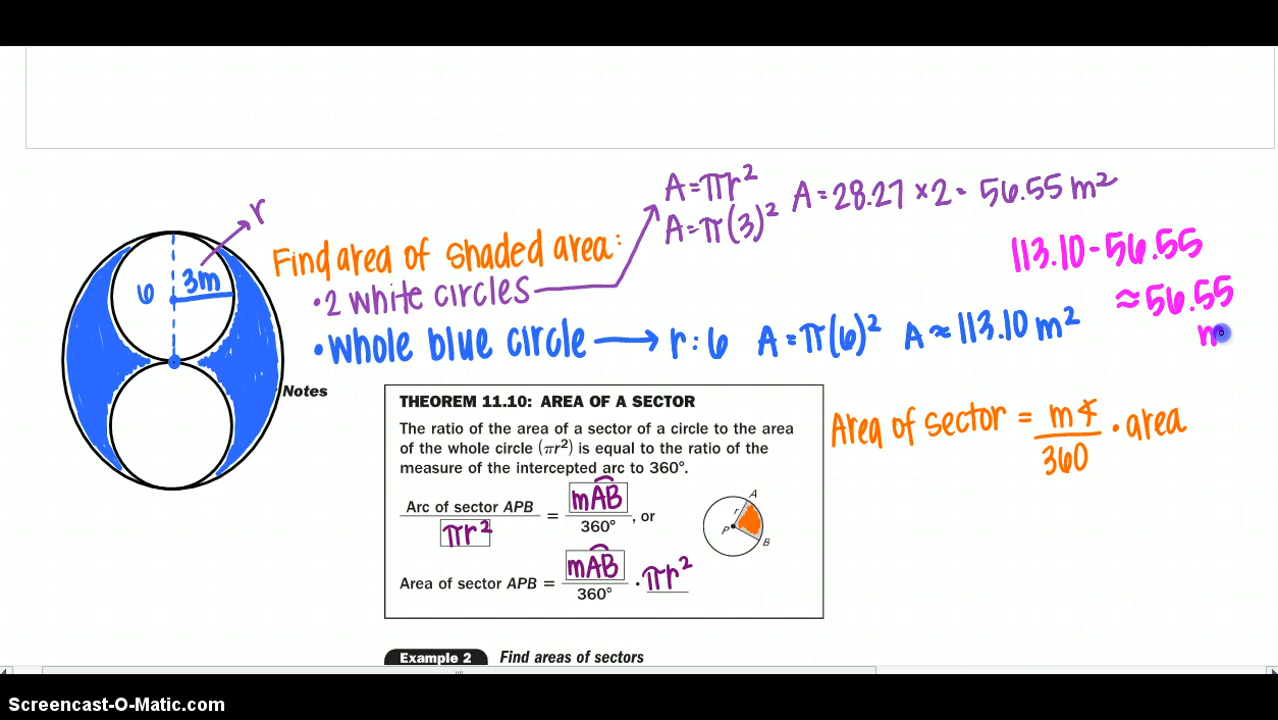 r
6
3m
Find area of shaded area:
•2 white circles
A=πr²
A=π(3)²
A=28.27×2= 56.55 m²
•whole blue circle → r:6 A=π(6)² A≈113.10 m²
113.10-56.55
≈56.55
m
Notes
THEOREM 11.10: AREA OF A SECTOR
The ratio of the area of a sector of a circle to the area
of the whole circle (πr²) is equal to the ratio of the
measure of the intercepted arc to 360°.
Arc of sector APB
πr²
=
mAB
360°
, or
Area of sector APB =
mAB
360°
· πr²
A
r
P
B
Area of sector = m∢
360
· area
Example 2 Find areas of sectors
Screencast-O-Matic.com